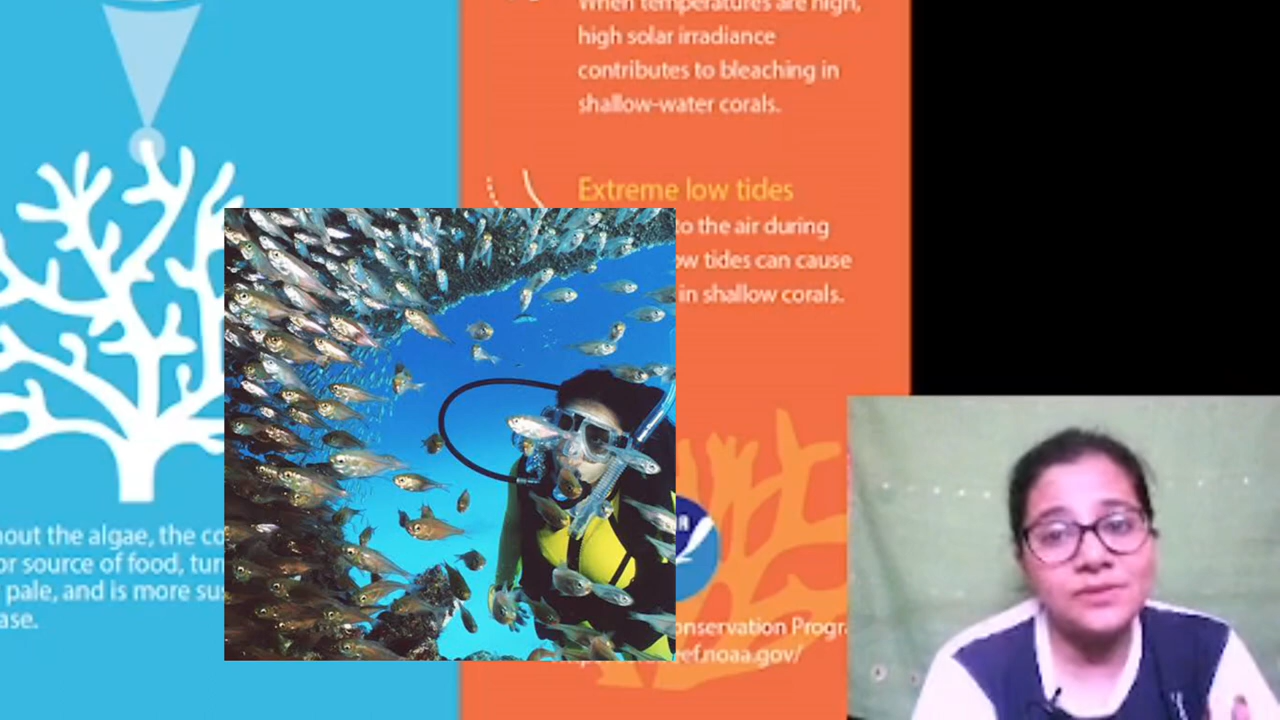 When temperatures are high,
high solar irradiance
contributes to bleaching in
shallow-water corals.
Extreme low tides
to the air during
ow tides can cause
in shallow corals.
hout the algae, the co
or source of food, tur
pale, and is more sus
ase.
onservation Progra
ef.noaa.gov/